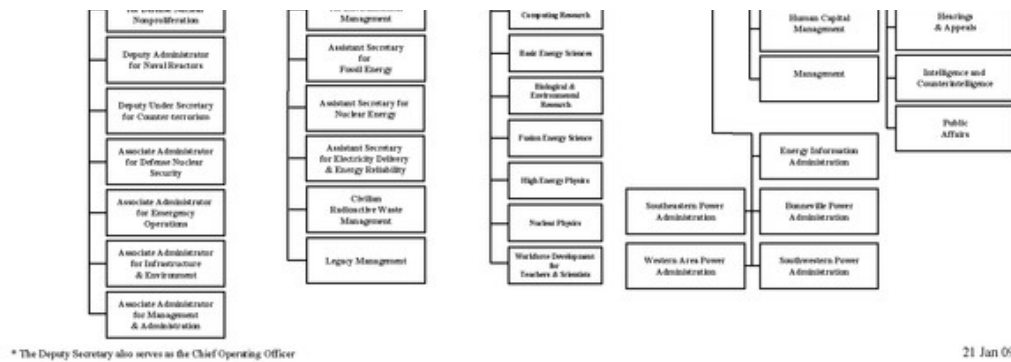 for Defense Nuclear
Nonproliferation
Deputy Administrator
for Naval Reactors
Deputy Under Secretary
for Counter-terrorism
Associate Administrator
for Defense Nuclear
Security
Associate Administrator
for Emergency
Operations
Associate Administrator
for Infrastructure
& Environment
Associate Administrator
for Management
& Administration
Management
Assistant Secretary
for
Fossil Energy
Assistant Secretary for
Nuclear Energy
Assistant Secretary
for Electricity Delivery
& Energy Reliability
Civilian
Radioactive Waste
Management
Legacy Management
Computing Research
Basic Energy Sciences
Biological &
Environmental
Research
Fusion Energy Science
High Energy Physics
Nuclear Physics
Workforce Development
for
Teachers & Scientists
Human Capital
Management
Management
Hearings
& Appeals
Intelligence and
Counterintelligence
Public
Affairs
Energy Information
Administration
Southeastern Power
Administration
Bonneville Power
Administration
Western Area Power
Administration
Southwestern Power
Administration
* The Deputy Secretary also serves as the Chief Operating Officer
21 Jan 09